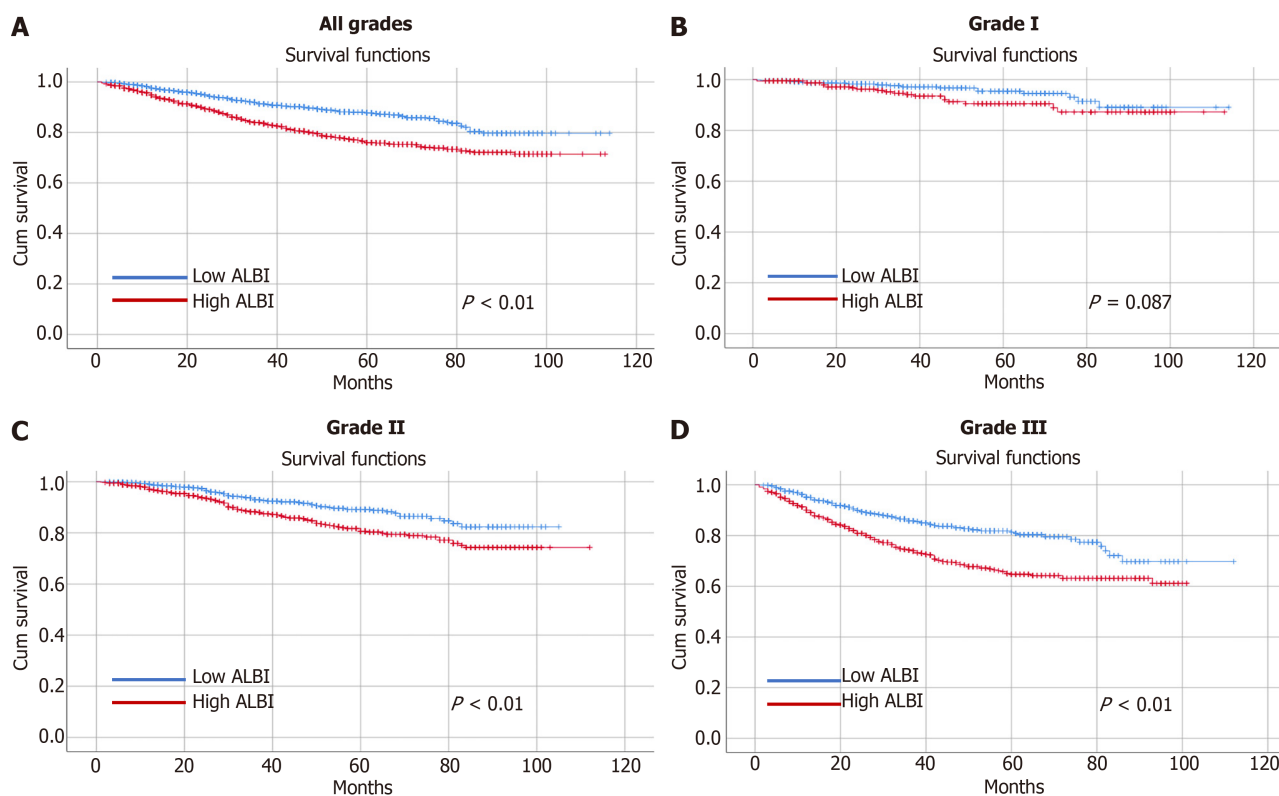 A
All grades
Survival functions
Cum survival
1.0
0.8
0.6
0.4
0.2
0.0
Low ALBI
High ALBI
P < 0.01
0 20 40 60 80 100 120
Months
B
Grade I
Survival functions
Cum survival
1.0
0.8
0.6
0.4
0.2
0.0
Low ALBI
High ALBI
P = 0.087
0 20 40 60 80 100 120
Months
C
Grade II
Survival functions
Cum survival
1.0
0.8
0.6
0.4
0.2
0.0
Low ALBI
High ALBI
P < 0.01
0 20 40 60 80 100 120
Months
D
Grade III
Survival functions
Cum survival
1.0
0.8
0.6
0.4
0.2
0.0
Low ALBI
High ALBI
P < 0.01
0 20 40 60 80 100 120
Months